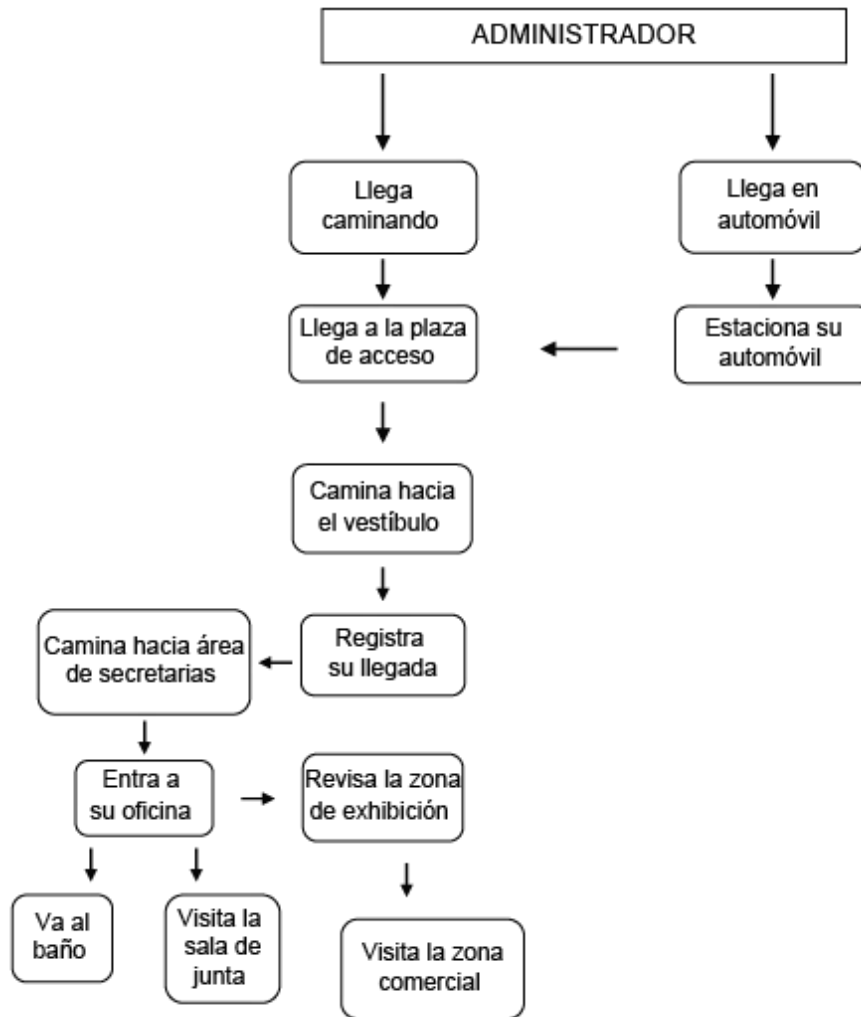 ADMINISTRADOR
Llega
caminando
Llega en
automóvil
Llega a la plaza
de acceso
Estaciona su
automóvil
Camina hacia
el vestíbulo
Camina hacia área
de secretarias
Registra
su llegada
Entra a
su oficina
Revisa la zona
de exhibición
Va al
baño
Visita la
sala de
junta
Visita la zona
comercial